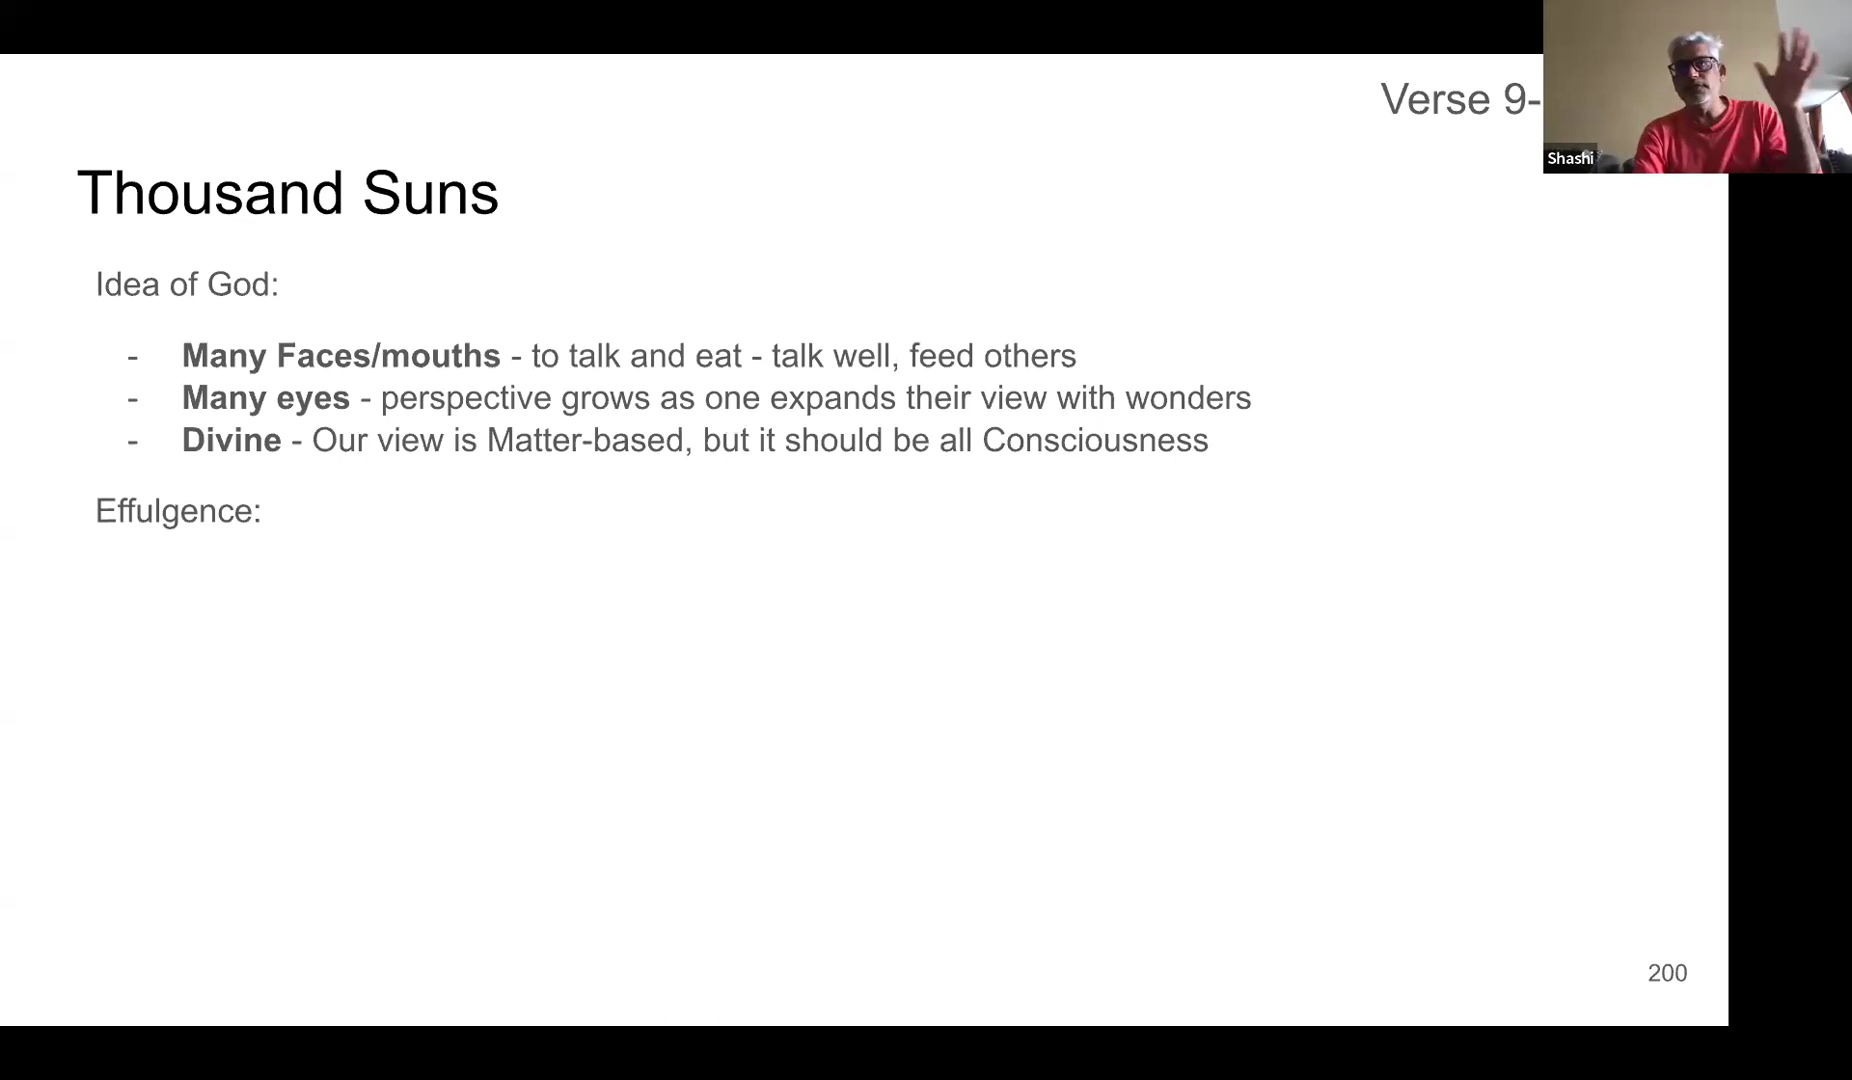 Verse 9-
Shashi
Thousand Suns
Idea of God:
- Many Faces/mouths - to talk and eat - talk well, feed others
- Many eyes - perspective grows as one expands their view with wonders
- Divine - Our view is Matter-based, but it should be all Consciousness
Effulgence:
200